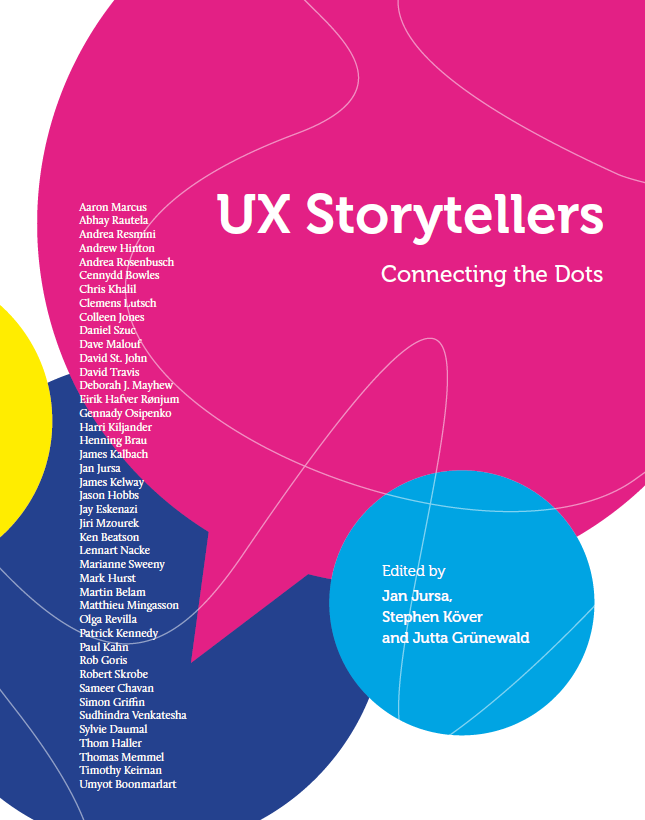 UX Storytellers
Connecting the Dots
Aaron Marcus
Abhay Rautela
Andrea Resmini
Andrew Hinton
Andrea Rosenbusch
Cennydd Bowles
Chris Khalil
Clemens Lutsch
Colleen Jones
Daniel Szuc
Dave Malouf
David St. John
David Travis
Deborah J. Mayhew
Eirik Hafver Rønjum
Gennady Osipenko
Harri Kiljander
Henning Brau
James Kalbach
Jan Jursa
James Kelway
Jason Hobbs
Jay Eskenazi
Jiri Mzourek
Ken Beatson
Lennart Nacke
Marianne Sweeny
Mark Hurst
Martin Belam
Matthieu Mingasson
Olga Revilla
Patrick Kennedy
Paul Kahn
Rob Goris
Robert Skrobe
Sameer Chavan
Simon Griffin
Sudhindra Venkatesha
Sylvie Daumal
Thom Haller
Thomas Memmel
Timothy Keirnan
Umyot Boonmarlart
Edited by
Jan Jursa,
Stephen Köver
and Jutta Grünewald